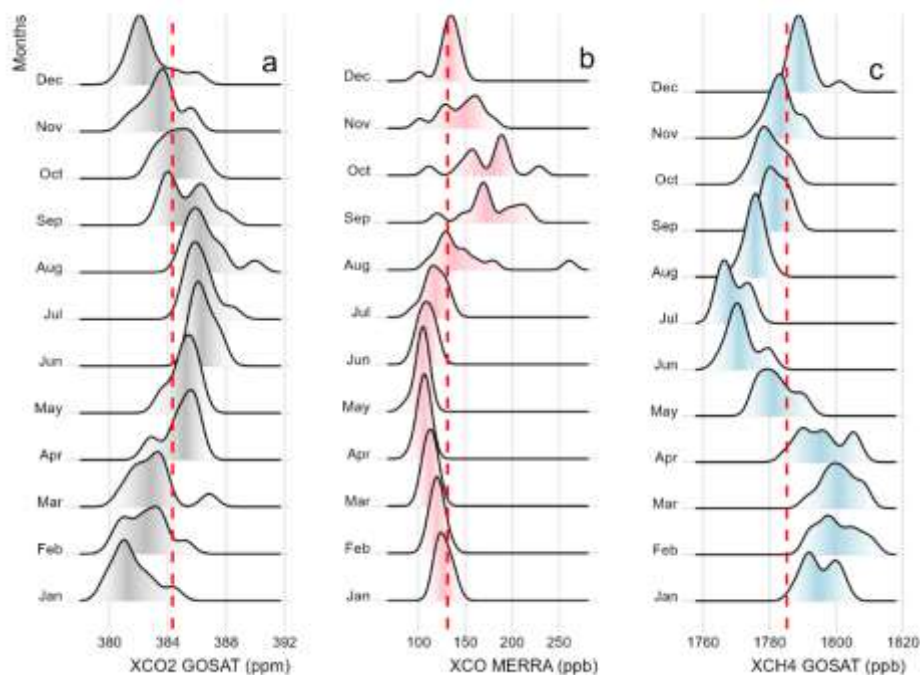 Months
a
Dec
Nov
Oct
Sep
Aug
Jul
Jun
May
Apr
Mar
Feb
Jan
380 384 386 392
XCO2 GOSAT (ppm)
b
Dec
Nov
Oct
Sep
Aug
Jul
Jun
May
Apr
Mar
Feb
Jan
100 150 200 250
XCO MERRA (ppb)
c
Dec
Nov
Oct
Sep
Aug
Jul
Jun
May
Apr
Mar
Feb
Jan
1760 1780 1800 1820
XCH4 GOSAT (ppb)